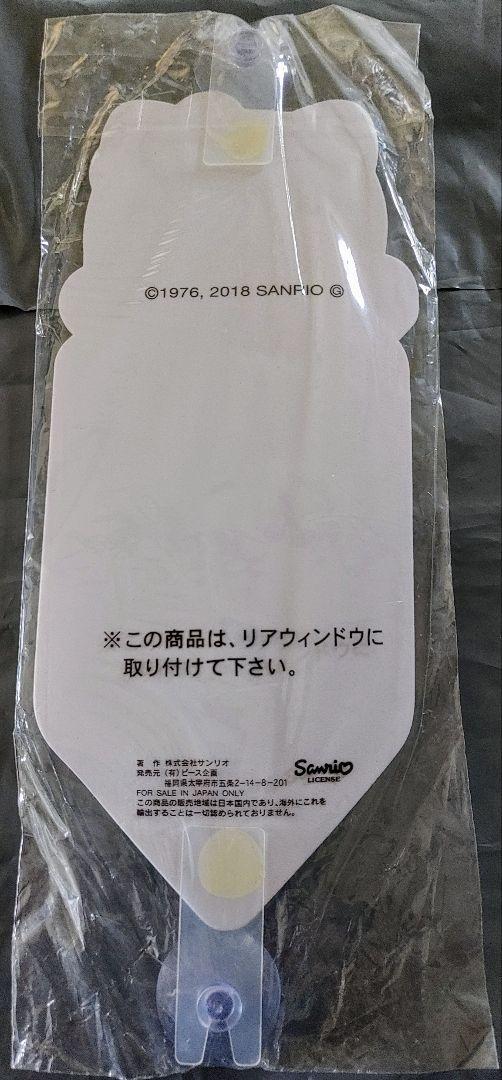 ©1976, 2018 SANRIO Ⓖ
※この商品は、リアウィンドウに
取り付けて下さい。
著　作 株式会社サンリオ
発売元 (有)ピース企画
福岡県太宰府市五条2-14-8-201
FOR SALE IN JAPAN ONLY
この商品の販売地域は日本国内であり、海外にこれを
輸出することは一切認められておりません。
Sanrio
LICENSE